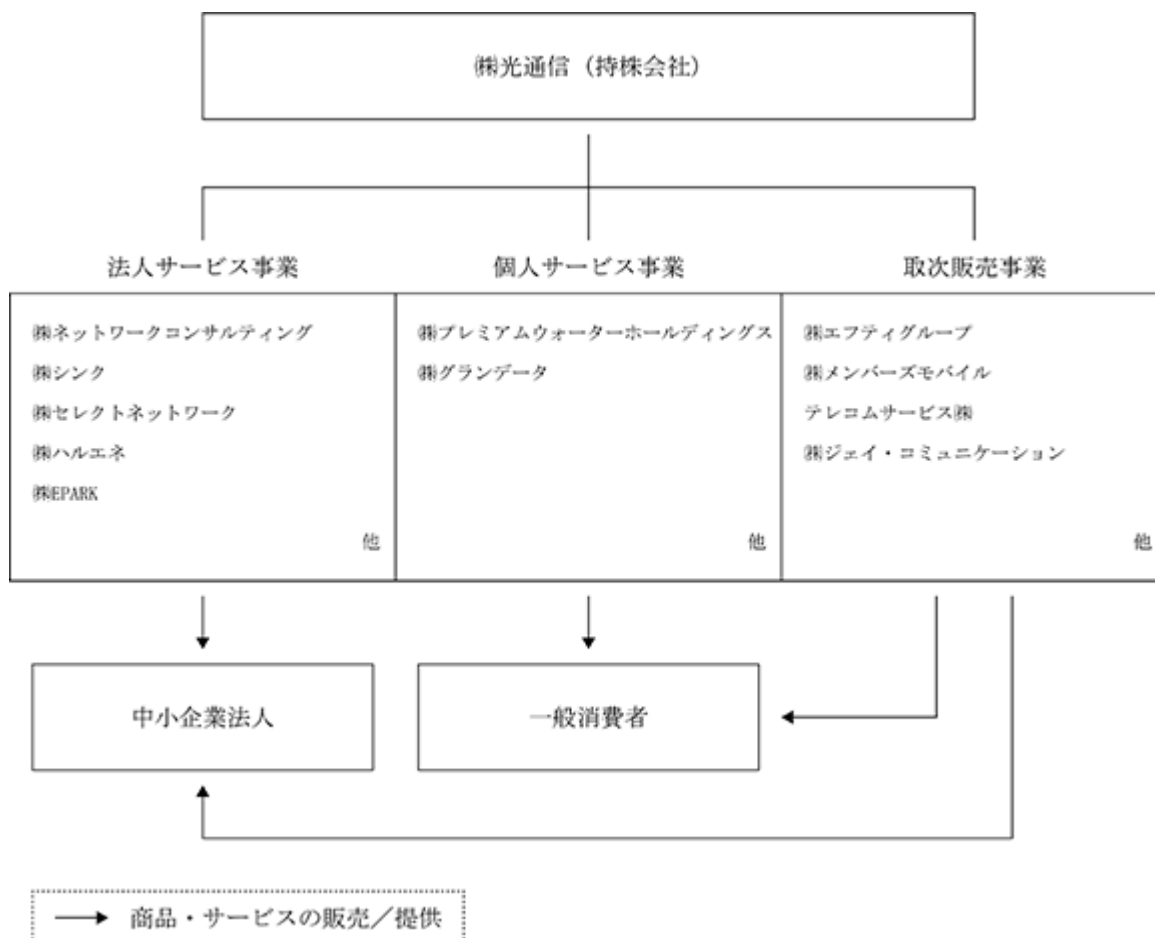 ㈱光通信（持株会社）
法人サービス事業
㈱ネットワークコンサルティング
㈱シンク
㈱セレクトネットワーク
㈱ハルエネ
㈱EPARK
他
個人サービス事業
㈱プレミアムウォーターホールディングス
㈱グランデータ
他
取次販売事業
㈱エフティグループ
㈱メンバーズモバイル
テレコムサービス㈱
㈱ジェイ・コミュニケーション
他
中小企業法人
一般消費者
商品・サービスの販売／提供